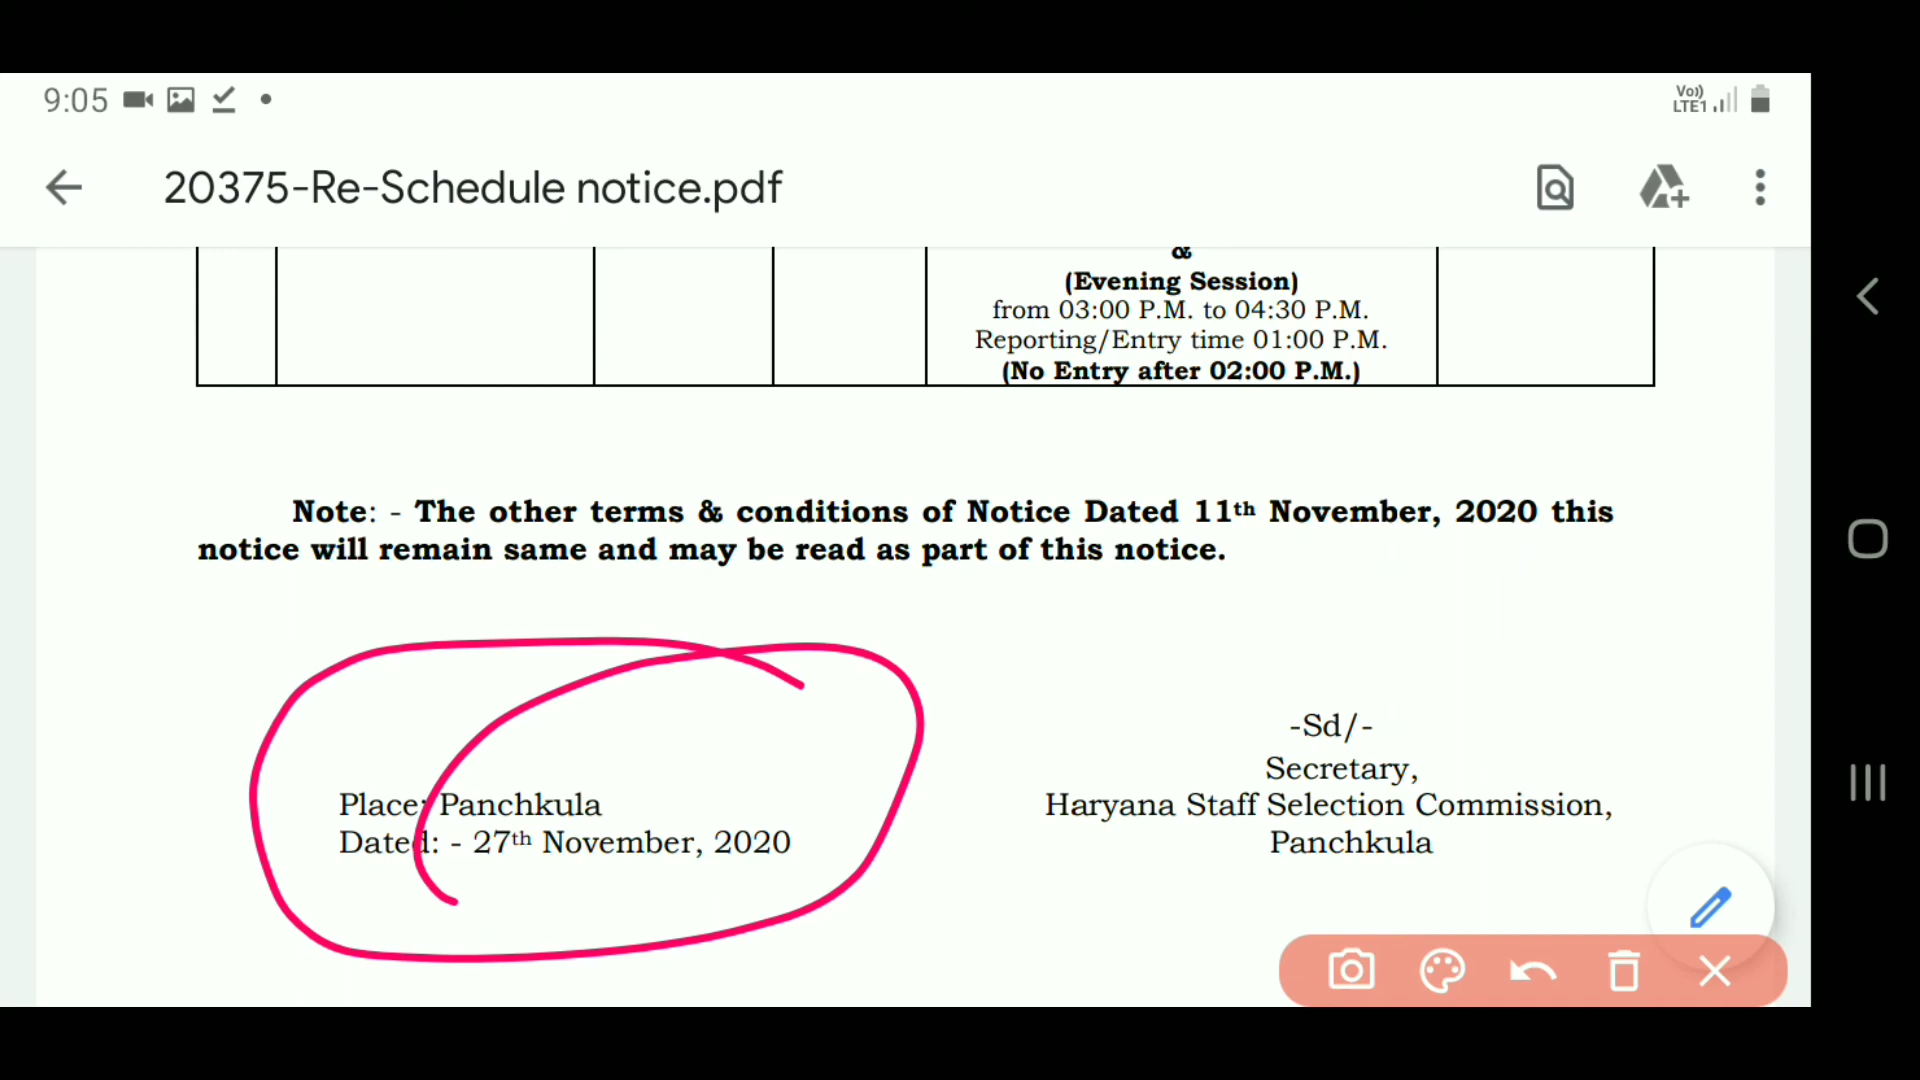 9:05
Vo))
LTE1
20375-Re-Schedule notice.pdf
&
(Evening Session)
from 03:00 P.M. to 04:30 P.M.
Reporting/Entry time 01:00 P.M.
(No Entry after 02:00 P.M.)
Note: - The other terms & conditions of Notice Dated 11th November, 2020 this
notice will remain same and may be read as part of this notice.
-Sd/-
Secretary,
Place: Panchkula
Haryana Staff Selection Commission,
Dated: - 27th November, 2020
Panchkula